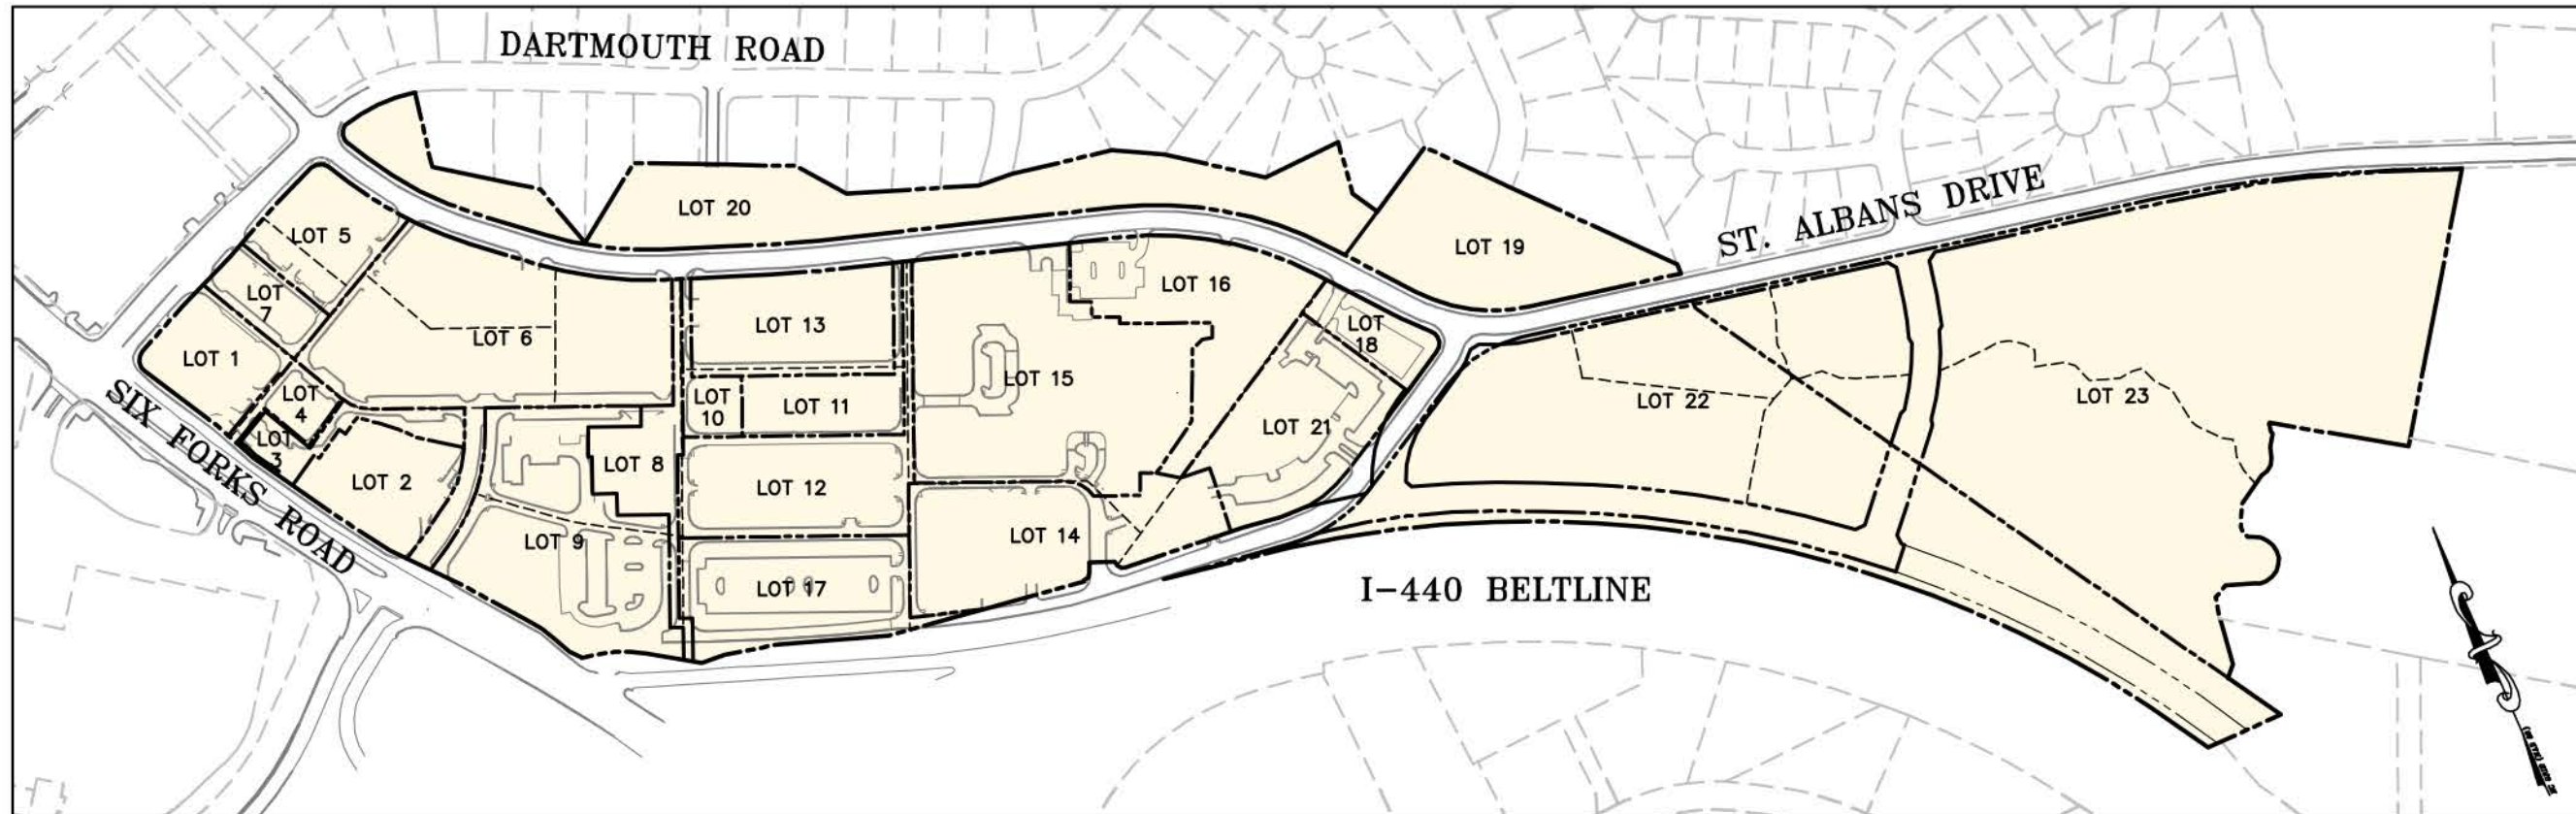 DARTMOUTH ROAD
LOT 20
LOT 5
LOT 19
ST. ALBANS DRIVE
LOT 16
LOT
7
LOT 6
LOT 13
LOT
18
LOT 1
LOT 15
LOT
4
LOT
10
LOT 11
LOT 22
LOT 23
SIX FORKS ROAD
LOT
3
LOT 21
LOT 8
LOT 2
LOT 12
LOT 9
LOT 14
LOT 17
I-440 BELTLINE